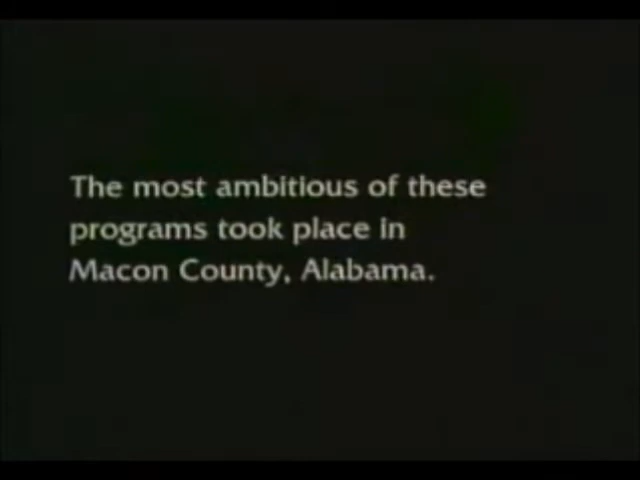 The most ambitious of these
programs took place in
Macon County, Alabama.